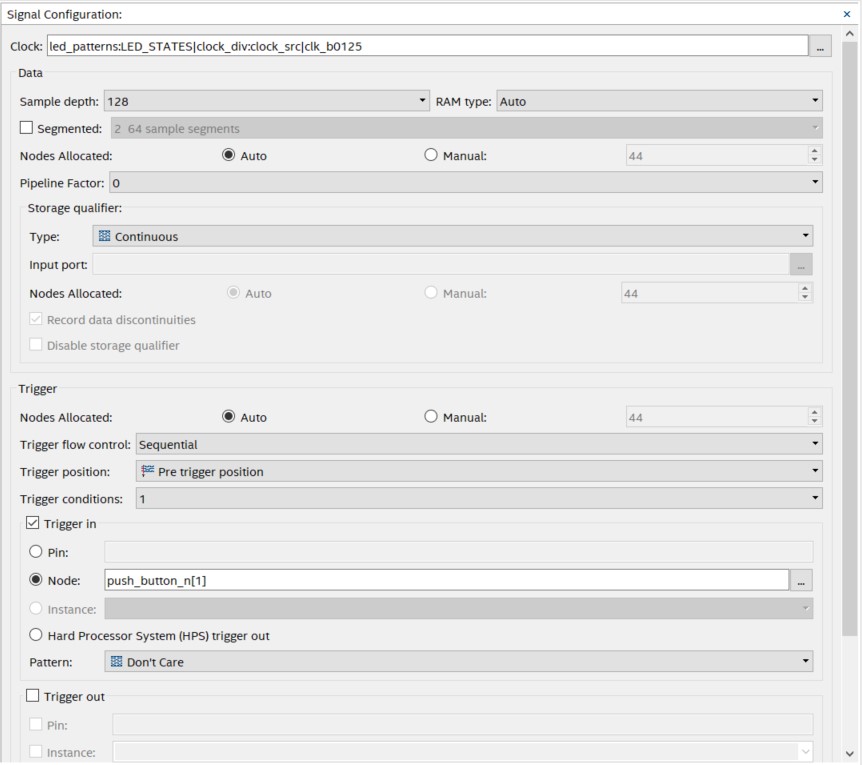 Signal Configuration:
Clock: led_patterns:LED_STATES|clock_div:clock_src|clk_b0125 ...
Data
Sample depth: 128 RAM type: Auto
Segmented: 2 64 sample segments
Nodes Allocated: Auto Manual: 44
Pipeline Factor: 0
Storage qualifier:
Type: Continuous
Input port: ...
Nodes Allocated: Auto Manual: 44
Record data discontinuities
Disable storage qualifier
Trigger
Nodes Allocated: Auto Manual: 44
Trigger flow control: Sequential
Trigger position: Pre trigger position
Trigger conditions: 1
Trigger in
Pin:
Node: push_button_n[1] ...
Instance:
Hard Processor System (HPS) trigger out
Pattern: Don't Care
Trigger out
Pin:
Instance: